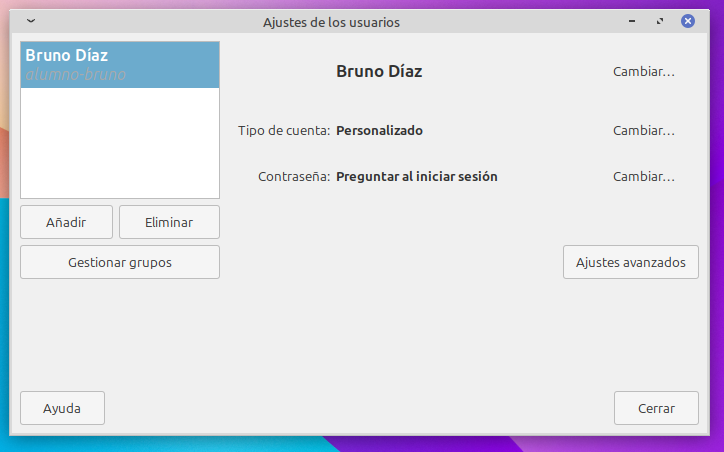 Ajustes de los usuarios
Bruno Díaz
alumno-bruno
Bruno Díaz
Cambiar...
Tipo de cuenta: Personalizado
Cambiar...
Contraseña: Preguntar al iniciar sesión
Cambiar...
Añadir
Eliminar
Gestionar grupos
Ajustes avanzados
Ayuda
Cerrar